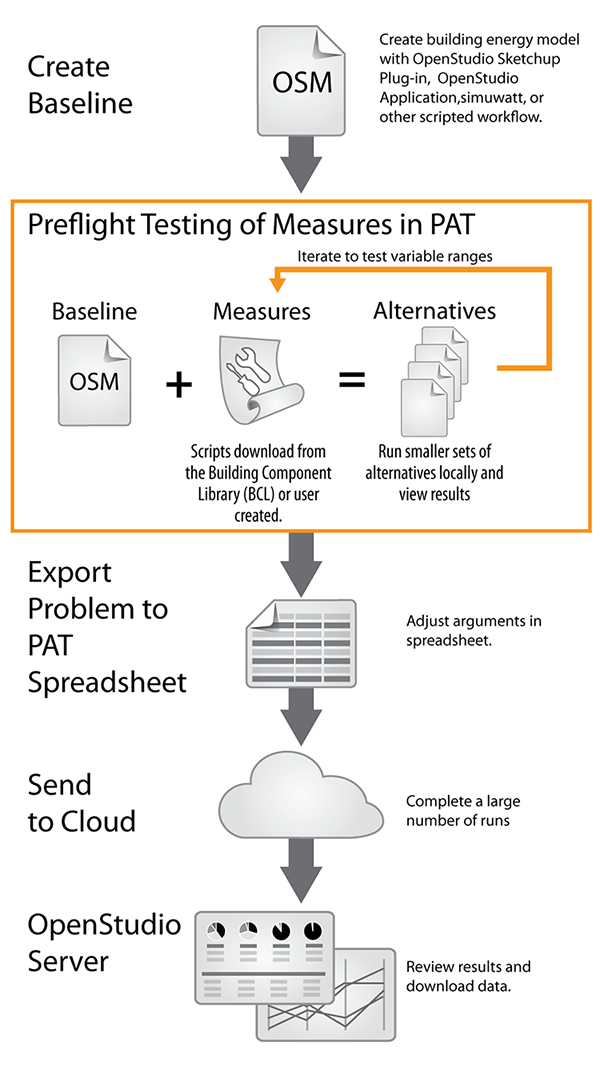 Create
Baseline
OSM
Create building energy model
with OpenStudio Sketchup
Plug-in,  OpenStudio
Application,simuwatt, or
other scripted workflow.
Preflight Testing of Measures in PAT
Iterate to test variable ranges
Baseline
OSM
+
Measures
=
Alternatives
Scripts download from
the Building Component
Library (BCL) or user
created.
Run smaller sets of
alternatives locally and
view results
Export
Problem to
PAT
Spreadsheet
Adjust arguments in
spreadsheet.
Send
to Cloud
Complete a large
number of runs
OpenStudio
Server
Review results and
download data.